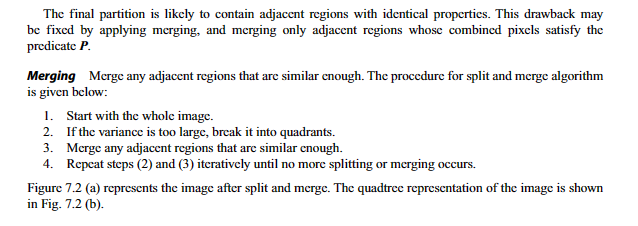 The final partition is likely to contain adjacent regions with identical properties. This drawback may
be fixed by applying merging, and merging only adjacent regions whose combined pixels satisfy the
predicate P.
Merging Merge any adjacent regions that are similar enough. The procedure for split and merge algorithm
is given below:
1. Start with the whole image.
2. If the variance is too large, break it into quadrants.
3. Merge any adjacent regions that are similar enough.
4. Repeat steps (2) and (3) iteratively until no more splitting or merging occurs.
Figure 7.2 (a) represents the image after split and merge. The quadtree representation of the image is shown
in Fig. 7.2 (b).